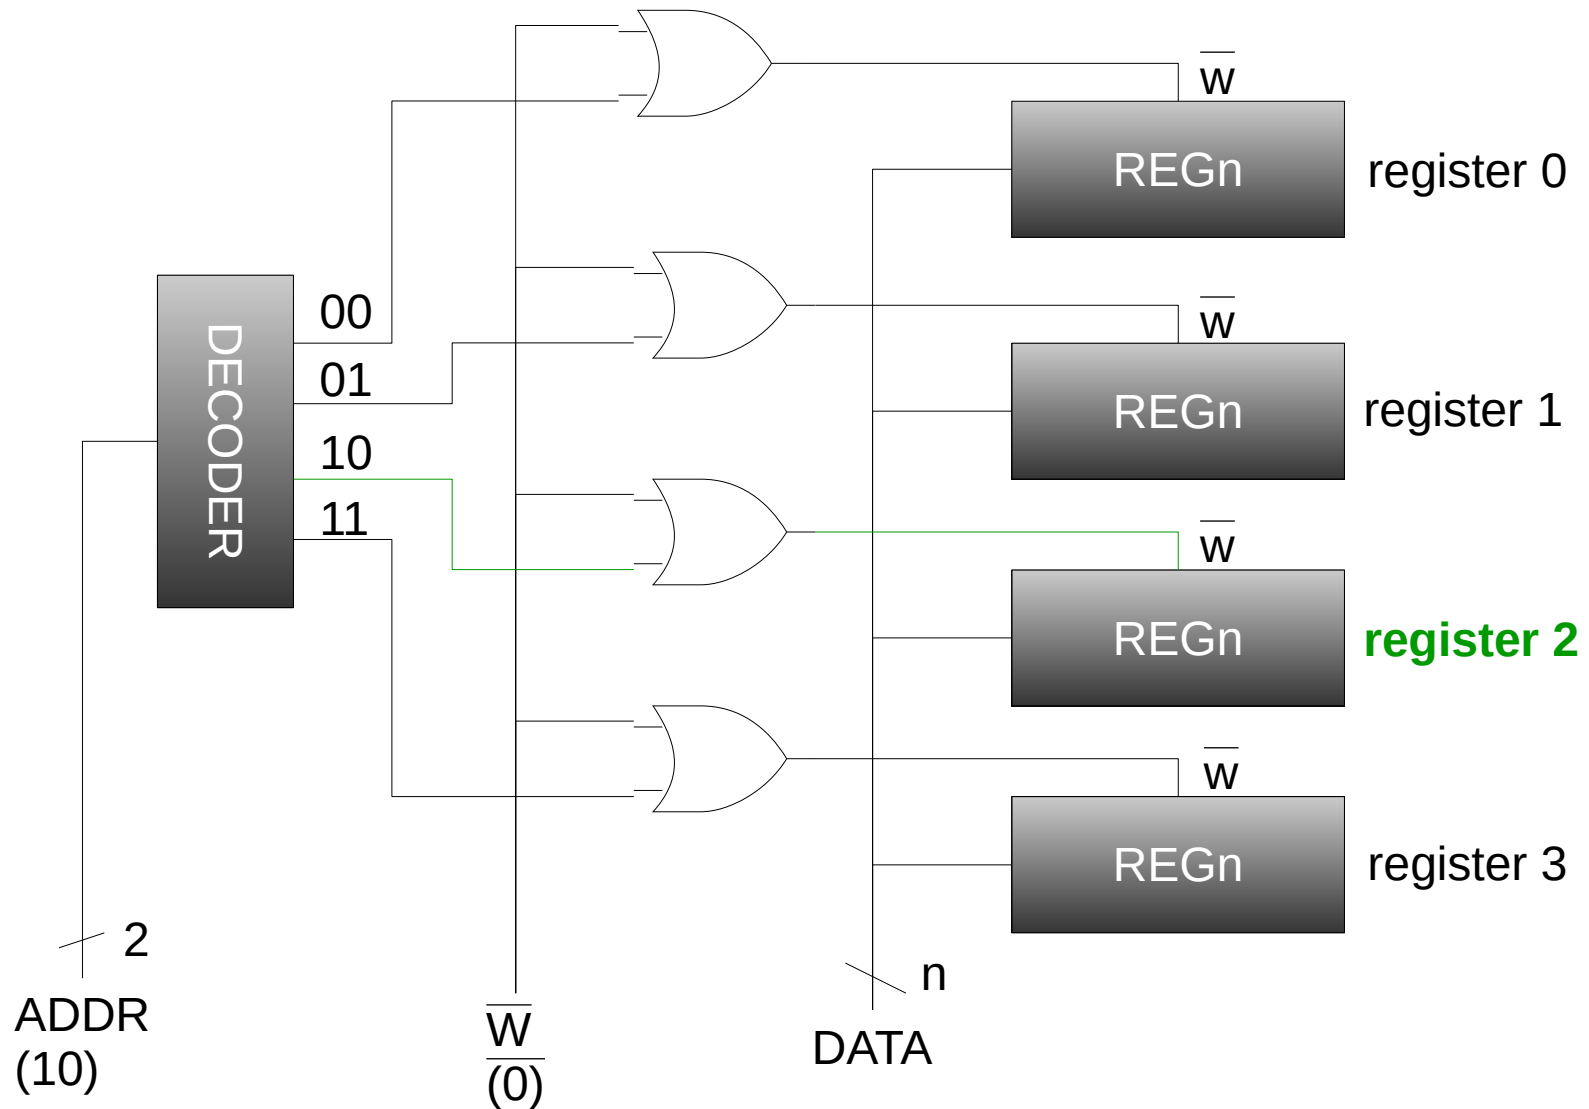 w̅
REGn
register 0
00
w̅
DECODER
01
REGn
register 1
10
11
w̅
REGn
register 2
w̅
REGn
register 3
2
n
ADDR
(10)
W̅
(0)
DATA